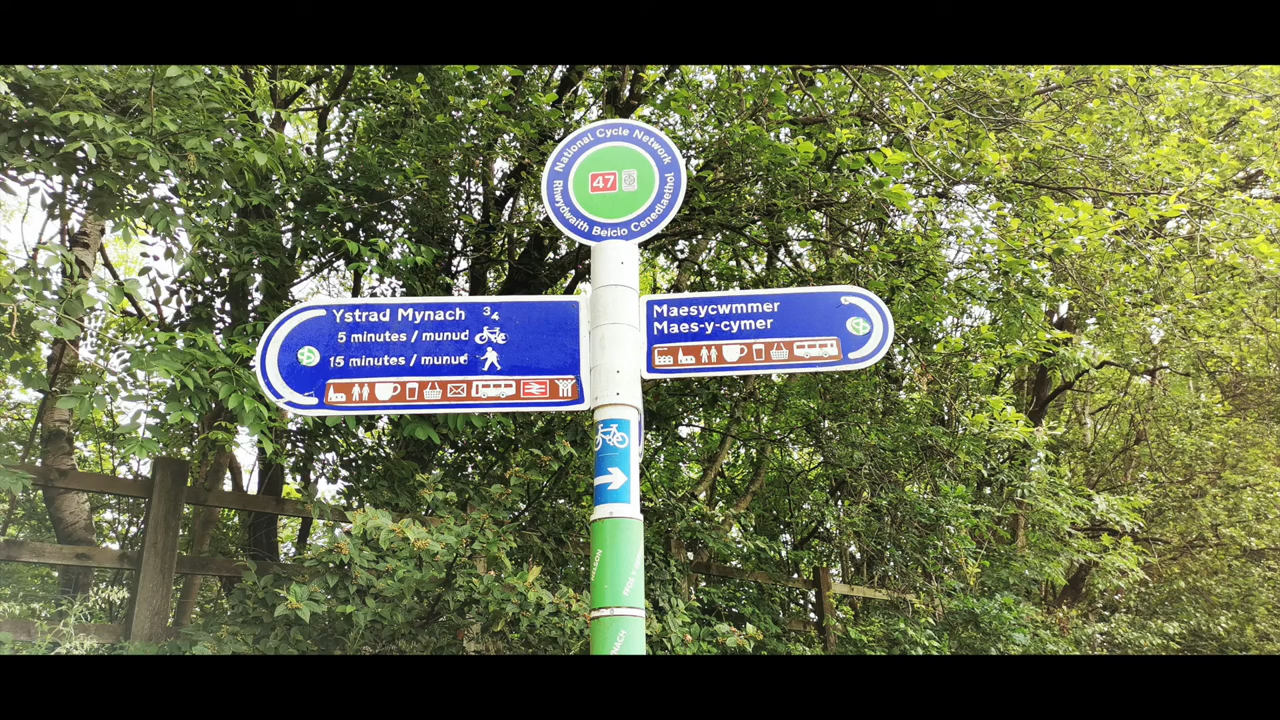 National Cycle Network
47
Rhwydwaith Beicio Cenedlaethol
Ystrad Mynach 3/4
5 minutes / munud
15 minutes / munud
Maesycwmmer
Maes-y-cymer